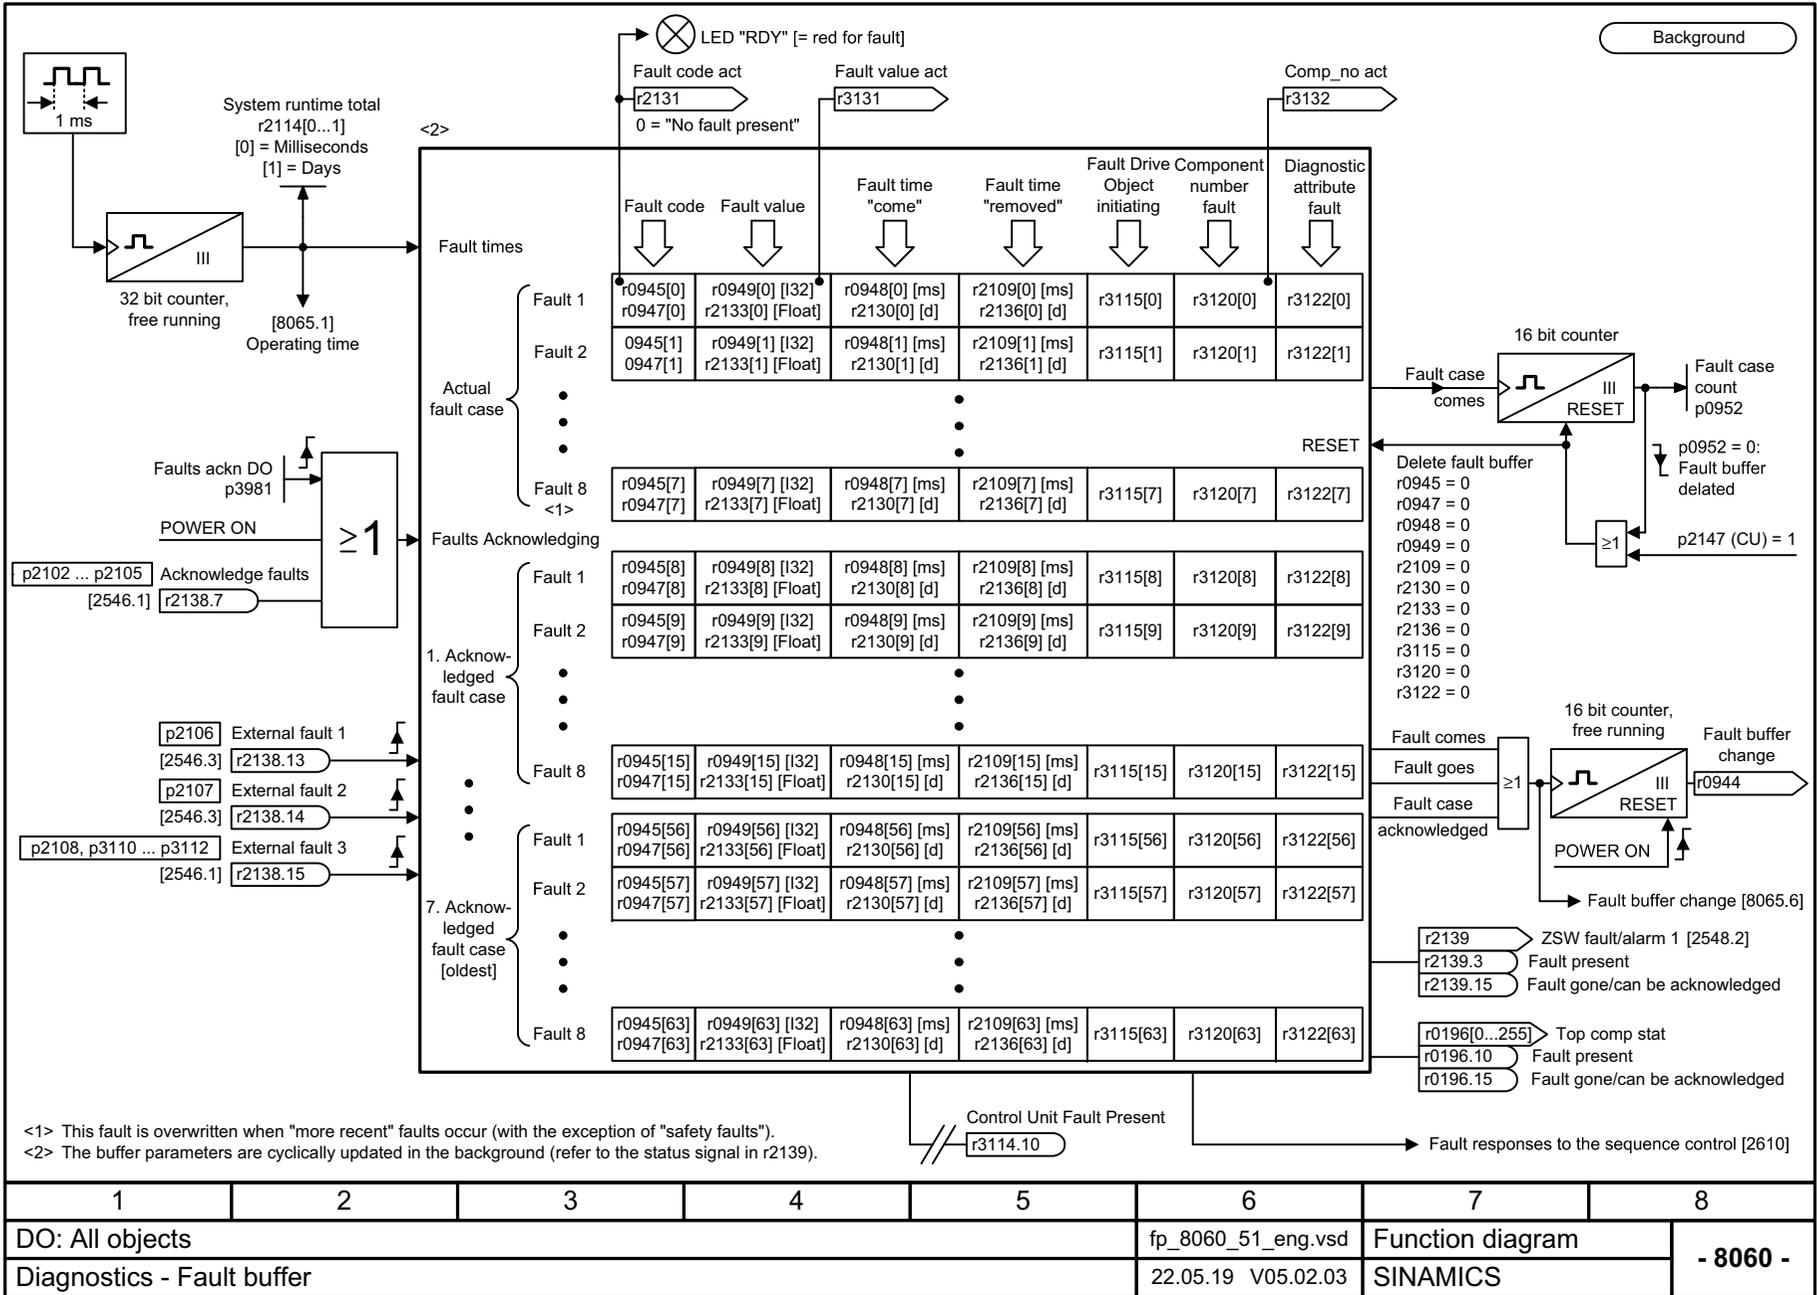 LED "RDY" [= red for fault]
Background
1 ms
System runtime total
r2114[0...1]
[0] = Milliseconds
[1] = Days
<2>
Fault code act
r2131
0 = "No fault present"
Fault value act
r3131
Comp_no act
r3132
III
32 bit counter,
free running
[8065.1]
Operating time
Fault times
Fault code
Fault value
Fault time
"come"
Fault time
"removed"
Fault Drive
Object
initiating
Component
number
fault
Diagnostic
attribute
fault
Actual
fault case
Fault 1
r0945[0]
r0947[0]
r0949[0] [I32]
r2133[0] [Float]
r0948[0] [ms]
r2130[0] [d]
r2109[0] [ms]
r2136[0] [d]
r3115[0]
r3120[0]
r3122[0]
Fault 2
0945[1]
0947[1]
r0949[1] [I32]
r2133[1] [Float]
r0948[1] [ms]
r2130[1] [d]
r2109[1] [ms]
r2136[1] [d]
r3115[1]
r3120[1]
r3122[1]
Fault 8
<1>
r0945[7]
r0947[7]
r0949[7] [I32]
r2133[7] [Float]
r0948[7] [ms]
r2130[7] [d]
r2109[7] [ms]
r2136[7] [d]
r3115[7]
r3120[7]
r3122[7]
Faults ackn DO
p3981
POWER ON
≥1
p2102 ... p2105
Acknowledge faults
[2546.1]
r2138.7
Faults Acknowledging
1. Acknow-
ledged
fault case
Fault 1
r0945[8]
r0947[8]
r0949[8] [I32]
r2133[8] [Float]
r0948[8] [ms]
r2130[8] [d]
r2109[8] [ms]
r2136[8] [d]
r3115[8]
r3120[8]
r3122[8]
Fault 2
r0945[9]
r0947[9]
r0949[9] [I32]
r2133[9] [Float]
r0948[9] [ms]
r2130[9] [d]
r2109[9] [ms]
r2136[9] [d]
r3115[9]
r3120[9]
r3122[9]
Fault 8
r0945[15]
r0947[15]
r0949[15] [I32]
r2133[15] [Float]
r0948[15] [ms]
r2130[15] [d]
r2109[15] [ms]
r2136[15] [d]
r3115[15]
r3120[15]
r3122[15]
p2106
External fault 1
[2546.3]
r2138.13
p2107
External fault 2
[2546.3]
r2138.14
p2108, p3110 ... p3112
External fault 3
[2546.1]
r2138.15
7. Acknow-
ledged
fault case
[oldest]
Fault 1
r0945[56]
r0947[56]
r0949[56] [I32]
r2133[56] [Float]
r0948[56] [ms]
r2130[56] [d]
r2109[56] [ms]
r2136[56] [d]
r3115[56]
r3120[56]
r3122[56]
Fault 2
r0945[57]
r0947[57]
r0949[57] [I32]
r2133[57] [Float]
r0948[57] [ms]
r2130[57] [d]
r2109[57] [ms]
r2136[57] [d]
r3115[57]
r3120[57]
r3122[57]
Fault 8
r0945[63]
r0947[63]
r0949[63] [I32]
r2133[63] [Float]
r0948[63] [ms]
r2130[63] [d]
r2109[63] [ms]
r2136[63] [d]
r3115[63]
r3120[63]
r3122[63]
16 bit counter
Fault case
comes
III
RESET
Fault case
count
p0952
RESET
p0952 = 0:
Fault buffer
delated
Delete fault buffer
r0945 = 0
r0947 = 0
r0948 = 0
r0949 = 0
r2109 = 0
r2130 = 0
r2133 = 0
r2136 = 0
r3115 = 0
r3120 = 0
r3122 = 0
≥1
p2147 (CU) = 1
16 bit counter,
free running
Fault buffer
change
Fault comes
Fault goes
Fault case
acknowledged
≥1
III
RESET
r0944
POWER ON
Fault buffer change [8065.6]
r2139
ZSW fault/alarm 1 [2548.2]
r2139.3
Fault present
r2139.15
Fault gone/can be acknowledged
r0196[0...255]
Top comp stat
r0196.10
Fault present
r0196.15
Fault gone/can be acknowledged
Control Unit Fault Present
r3114.10
Fault responses to the sequence control [2610]
<1> This fault is overwritten when "more recent" faults occur (with the exception of "safety faults").
<2> The buffer parameters are cyclically updated in the background (refer to the status signal in r2139).
1 2 3 4 5 6 7 8
DO: All objects
fp_8060_51_eng.vsd
Function diagram
- 8060 -
Diagnostics - Fault buffer
22.05.19 V05.02.03
SINAMICS